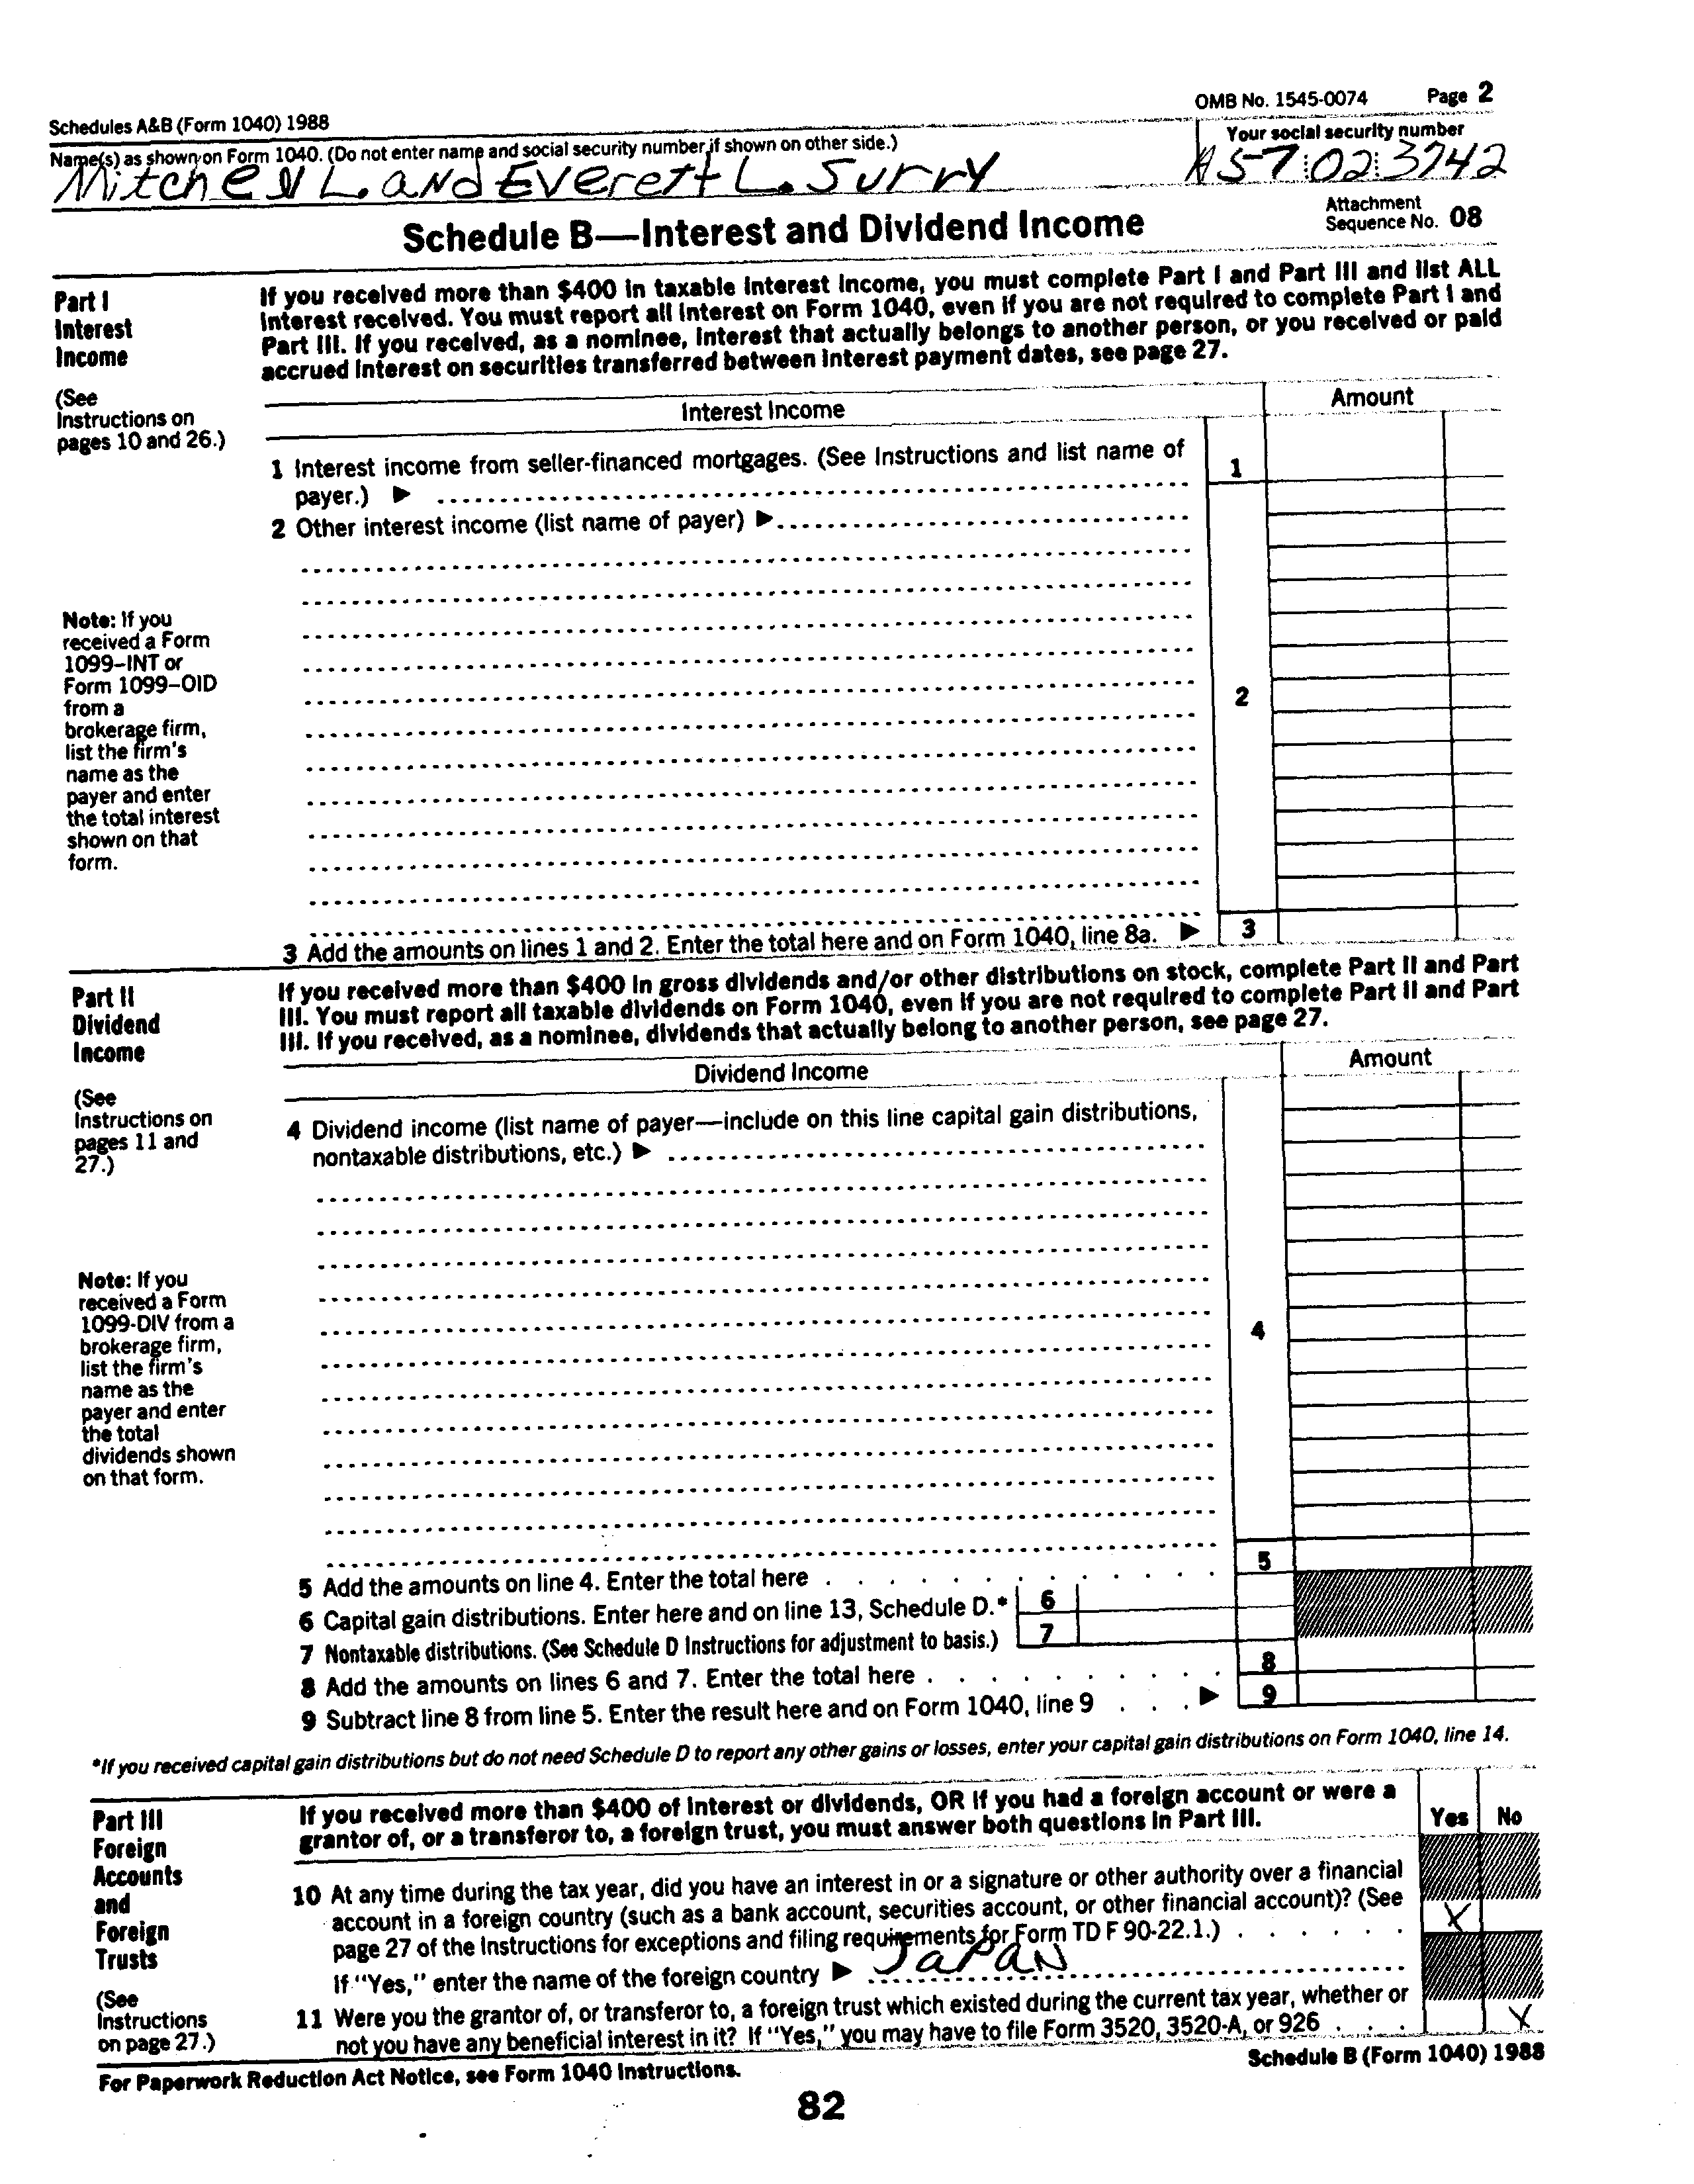 Schedules A&B (Form 1040) 1988
OMB No. 1545-0074
Page 2
Name(s) as shown on Form 1040. (Do not enter name and social security number if shown on other side.)
Your social security number
Mitchell L. and Everett L. Surry
02 3742
Schedule B—Interest and Dividend Income
Attachment
Sequence No. 08
Part I
Interest
Income
If you received more than $400 in taxable interest income, you must complete Part I and Part III and list ALL
interest received. You must report all interest on Form 1040, even if you are not required to complete Part I and
Part III. If you received, as a nominee, interest that actually belongs to another person, or you received or paid
accrued interest on securities transferred between interest payment dates, see page 27.
(See
Instructions on
pages 10 and 26.)
Interest Income
Amount
1 Interest income from seller-financed mortgages. (See Instructions and list name of
payer.) ▶
1
2 Other interest income (list name of payer) ▶
Note: If you
received a Form
1099–INT or
Form 1099–OID
from a
brokerage firm,
list the firm's
name as the
payer and enter
the total interest
shown on that
form.
2
3 Add the amounts on lines 1 and 2. Enter the total here and on Form 1040, line 8a. ▶ 3
Part II
Dividend
Income
If you received more than $400 in gross dividends and/or other distributions on stock, complete Part II and Part
III. You must report all taxable dividends on Form 1040, even if you are not required to complete Part II and Part
III. If you received, as a nominee, dividends that actually belong to another person, see page 27.
(See
Instructions on
pages 11 and
27.)
Dividend Income
Amount
4 Dividend income (list name of payer—include on this line capital gain distributions,
nontaxable distributions, etc.) ▶
Note: If you
received a Form
1099-DIV from a
brokerage firm,
list the firm's
name as the
payer and enter
the total
dividends shown
on that form.
4
5 Add the amounts on line 4. Enter the total here . . . . . . . . . . . . 5
6 Capital gain distributions. Enter here and on line 13, Schedule D.* 6
7 Nontaxable distributions. (See Schedule D Instructions for adjustment to basis.) 7
8 Add the amounts on lines 6 and 7. Enter the total here . . . . . . . . . . 8
9 Subtract line 8 from line 5. Enter the result here and on Form 1040, line 9 . . . ▶ 9
*If you received capital gain distributions but do not need Schedule D to report any other gains or losses, enter your capital gain distributions on Form 1040, line 14.
Part III
Foreign
Accounts
and
Foreign
Trusts
If you received more than $400 of interest or dividends, OR if you had a foreign account or were a
grantor of, or a transferor to, a foreign trust, you must answer both questions in Part III.
Yes No
10 At any time during the tax year, did you have an interest in or a signature or other authority over a financial
account in a foreign country (such as a bank account, securities account, or other financial account)? (See
page 27 of the Instructions for exceptions and filing requirements for Form TD F 90-22.1.) . . . . . . X
If "Yes," enter the name of the foreign country ▶ Japan
(See
Instructions
on page 27.)
11 Were you the grantor of, or transferor to, a foreign trust which existed during the current tax year, whether or
not you have any beneficial interest in it? If "Yes," you may have to file Form 3520, 3520-A, or 926 . . . X
For Paperwork Reduction Act Notice, see Form 1040 Instructions.
Schedule B (Form 1040) 1988
82